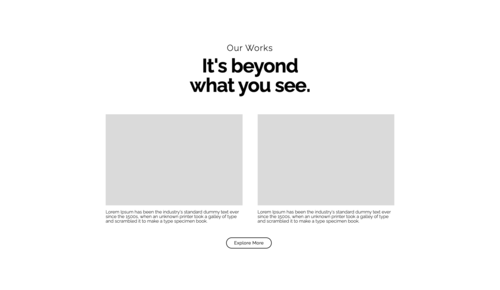 Our Works
It's beyond
what you see.
Lorem Ipsum has been the industry's standard dummy text ever
since the 1500s, when an unknown printer took a galley of type
and scrambled it to make a type specimen book.
Lorem Ipsum has been the industry's standard dummy text ever
since the 1500s, when an unknown printer took a galley of type
and scrambled it to make a type specimen book.
Explore More